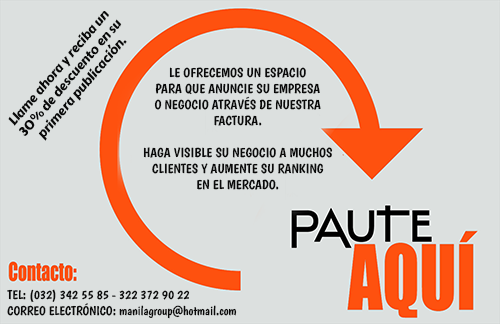 Llame ahora y reciba un
30% de descuento en su
primera publicación.
LE OFRECEMOS UN ESPACIO
PARA QUE ANUNCIE SU EMPRESA
O NEGOCIO ATRAVÉS DE NUESTRA
FACTURA.
HAGA VISIBLE SU NEGOCIO A MUCHOS
CLIENTES Y AUMENTE SU RANKING
EN EL MERCADO.
PAUTE
AQUÍ
Contacto:
TEL: (032) 342 55 85 - 322 372 90 22
CORREO ELECTRÓNICO: manilagroup@hotmail.com